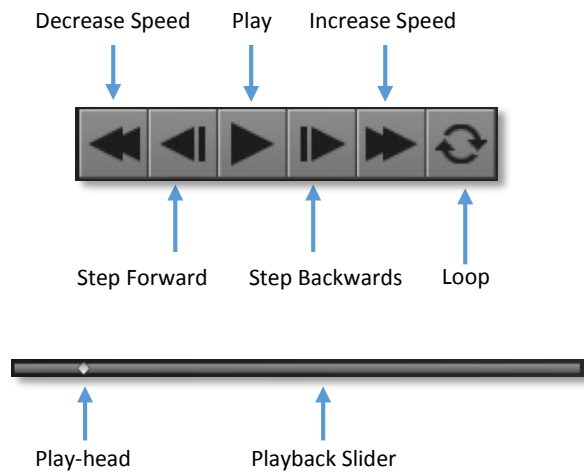 Decrease Speed Play Increase Speed
Step Forward Step Backwards Loop
Play-head Playback Slider